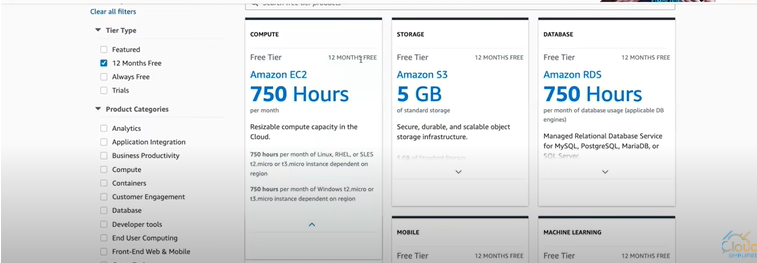 Search free tier products
Clear all filters
Tier Type
Featured
12 Months Free
Always Free
Trials
Product Categories
Analytics
Application Integration
Business Productivity
Compute
Containers
Customer Engagement
Database
Developer tools
End User Computing
Front-End Web & Mobile
COMPUTE
Free Tier
12 MONTHS FREE
Amazon EC2
750 Hours
per month
Resizable compute capacity in the
Cloud.
750 hours per month of Linux, RHEL, or SLES
t2.micro or t3.micro instance dependent on
region
750 hours per month of Windows t2.micro or
t3.micro instance dependent on region
STORAGE
Free Tier
12 MONTHS FREE
Amazon S3
5 GB
of standard storage
Secure, durable, and scalable object
storage infrastructure.
DATABASE
Free Tier
12 MONTHS FREE
Amazon RDS
750 Hours
per month of database usage (applicable DB
engines)
Managed Relational Database Service
for MySQL, PostgreSQL, MariaDB, or
SQL Server.
MOBILE
Free Tier
12 MONTHS FREE
MACHINE LEARNING
Free Tier
12 MONTHS FREE
Cloud